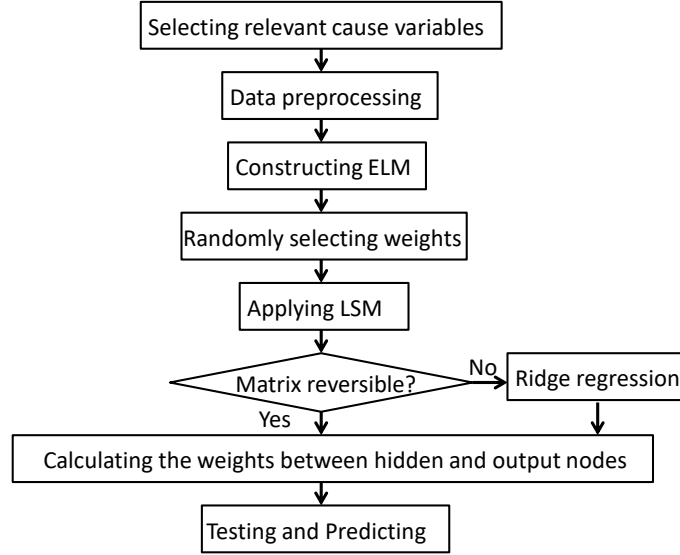 Selecting relevant cause variables
Data preprocessing
Constructing ELM
Randomly selecting weights
Applying LSM
Matrix reversible?
No
Ridge regression
Yes
Calculating the weights between hidden and output nodes
Testing and Predicting